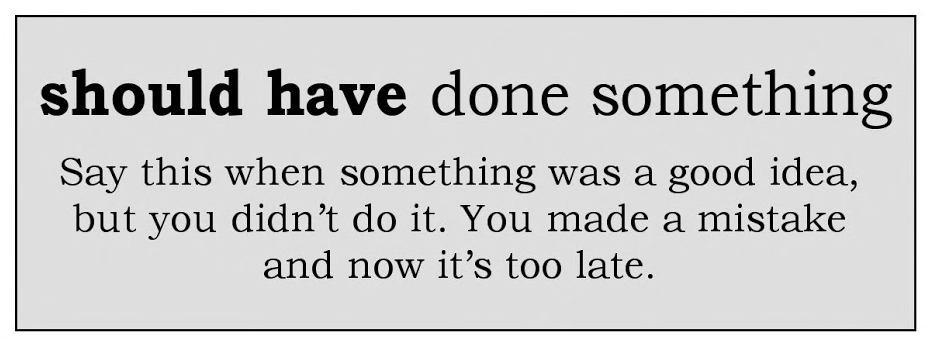 should have done something
Say this when something was a good idea,
but you didn’t do it. You made a mistake
and now it’s too late.